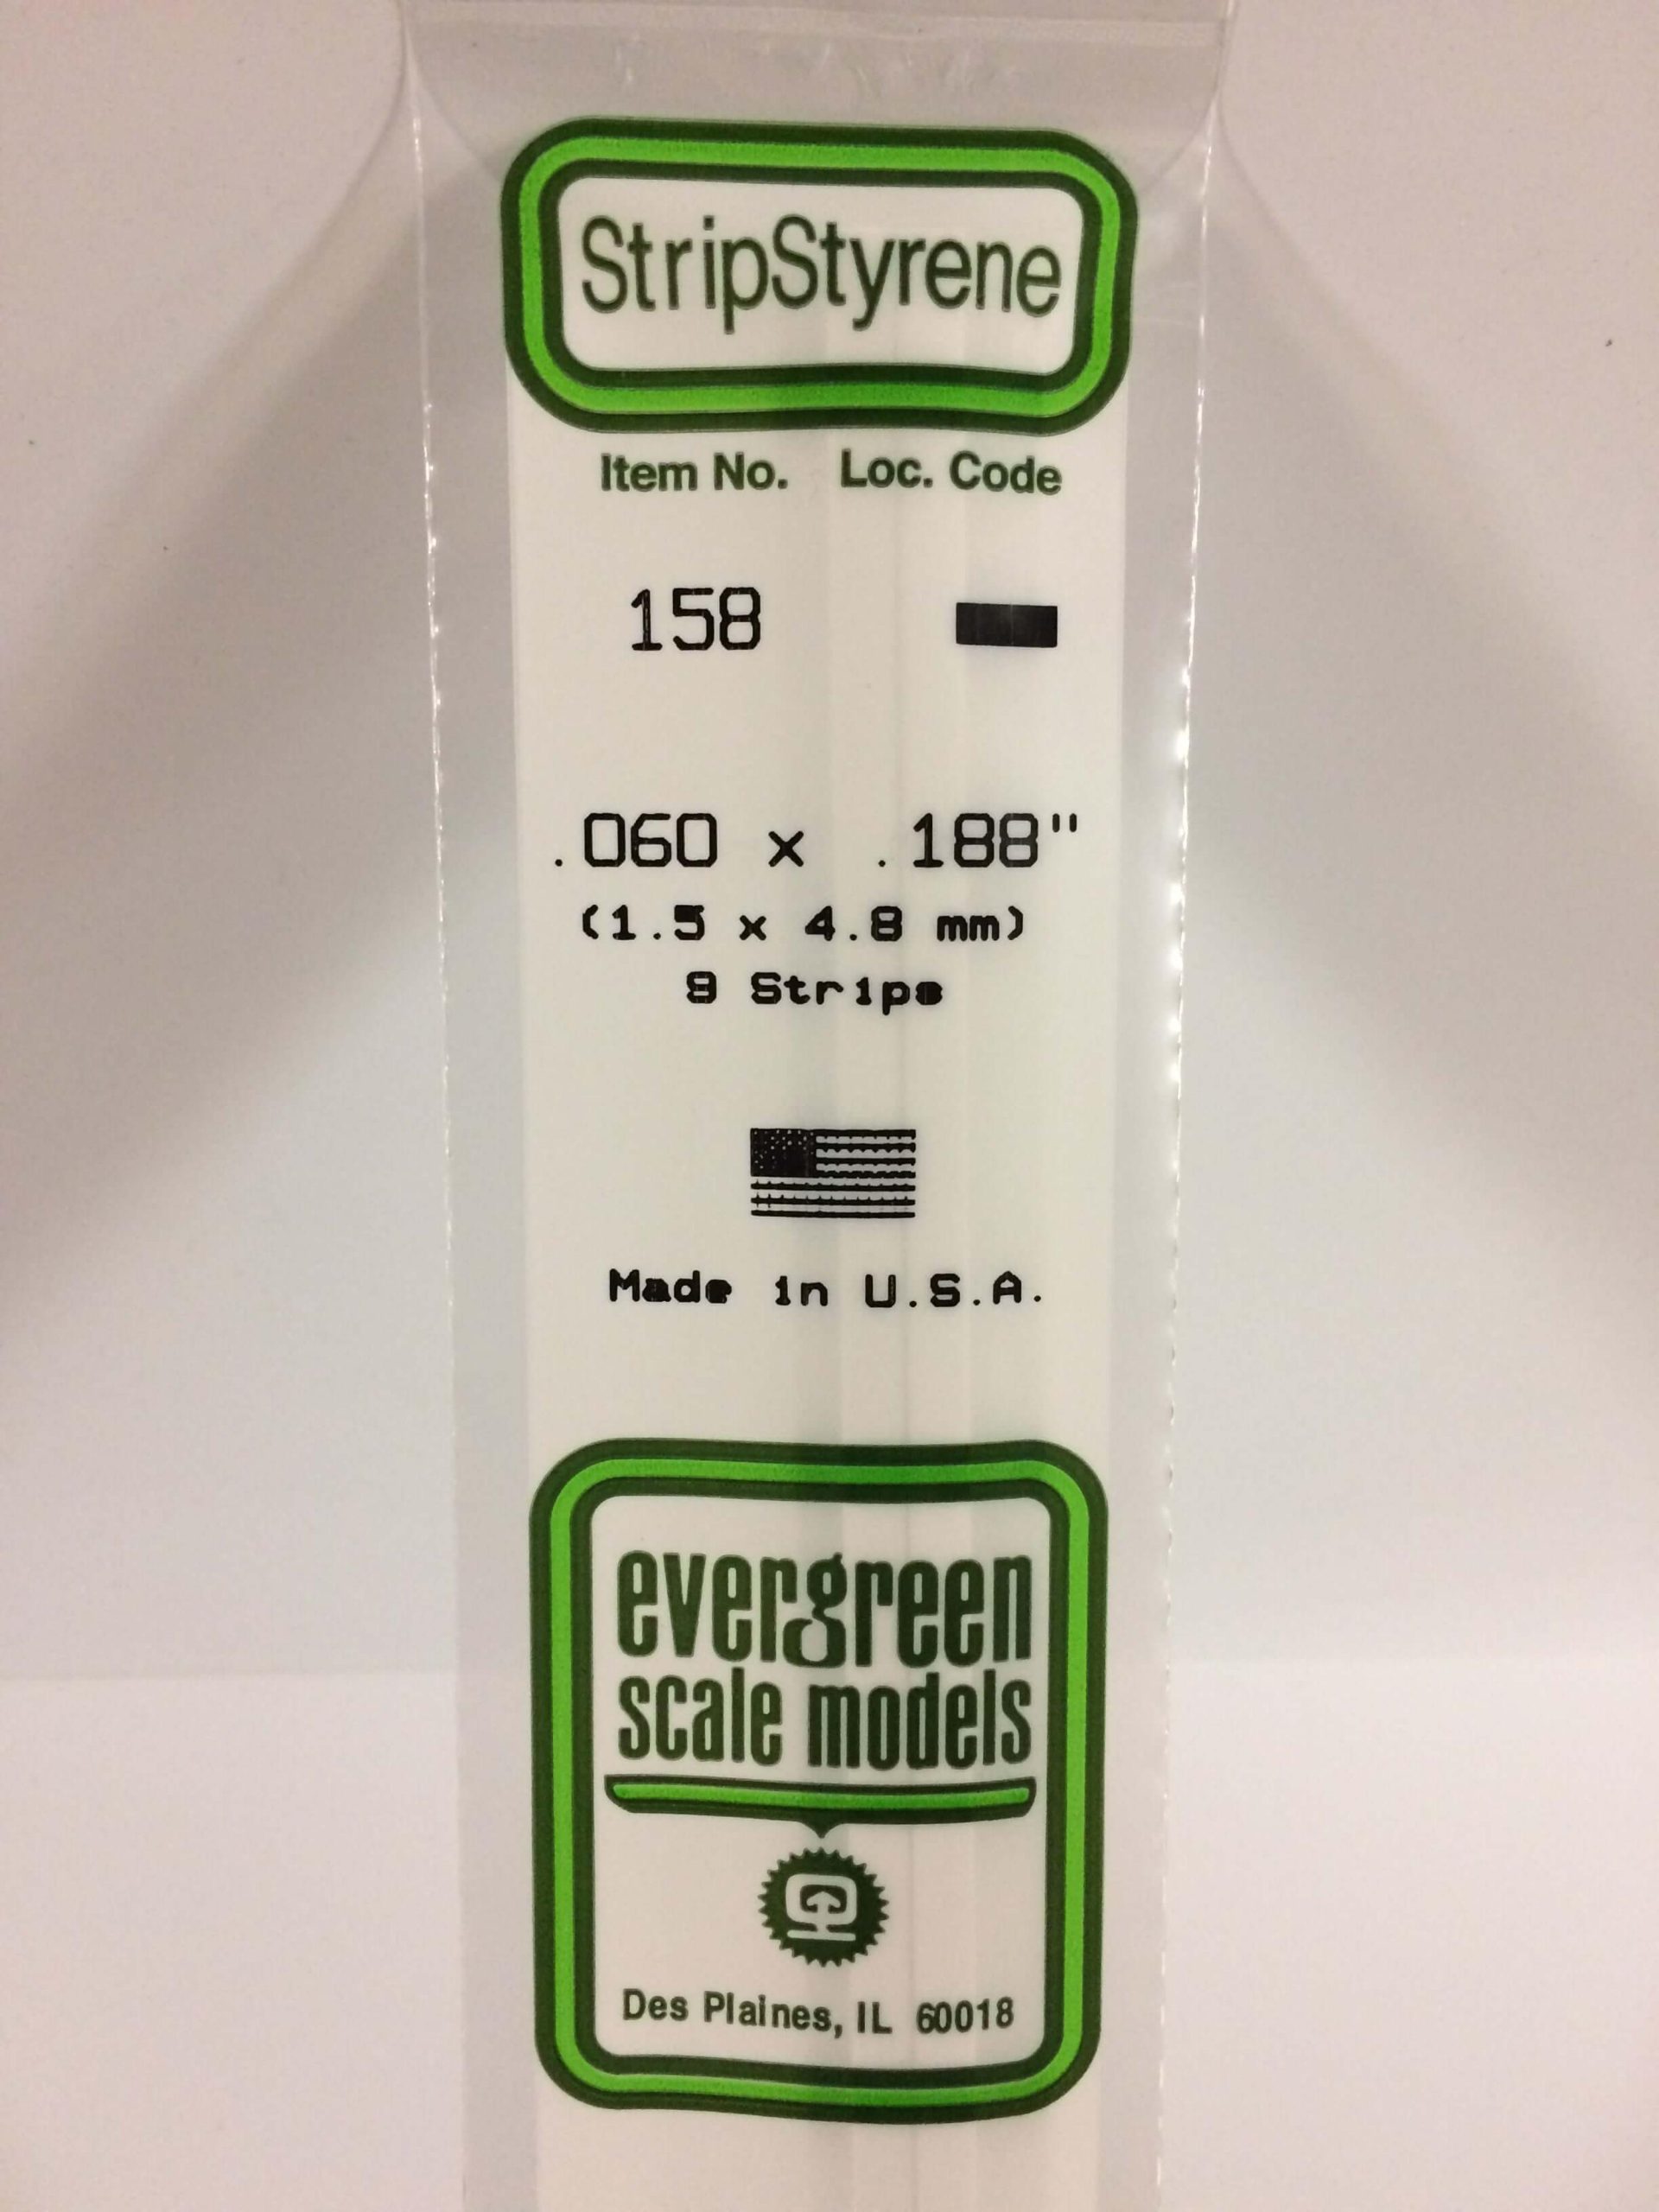 StripStyrene
Item No. Loc. Code
158
.060 x .188"
(1.5 x 4.8 mm)
Strips
Made in U.S.A.
evergreen
scale models
Des Plaines, IL 60018